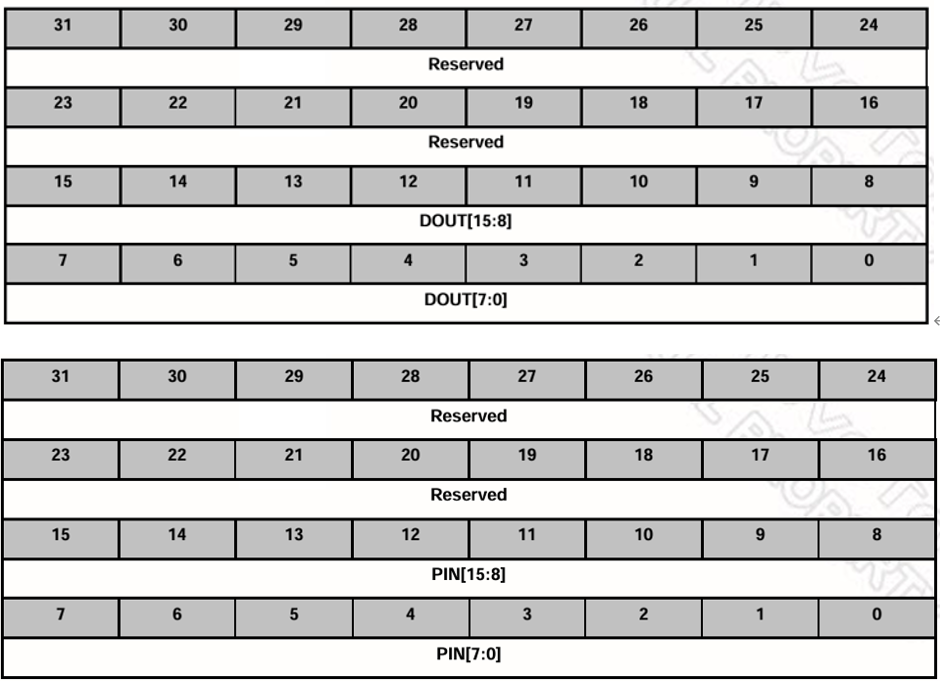 31 30 29 28 27 26 25 24
Reserved
23 22 21 20 19 18 17 16
Reserved
15 14 13 12 11 10 9 8
DOUT[15:8]
7 6 5 4 3 2 1 0
DOUT[7:0]
31 30 29 28 27 26 25 24
Reserved
23 22 21 20 19 18 17 16
Reserved
15 14 13 12 11 10 9 8
PIN[15:8]
7 6 5 4 3 2 1 0
PIN[7:0]